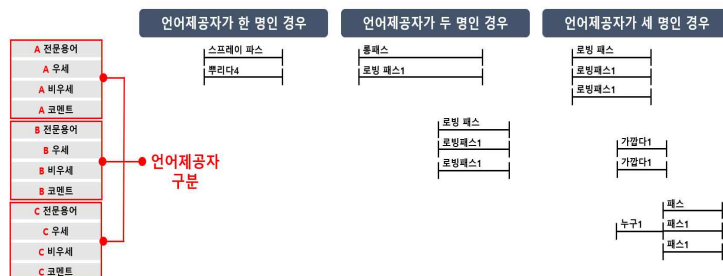 언어제공자가 한 명인 경우
언어제공자가 두 명인 경우
언어제공자가 세 명인 경우
A 전문용어
A 우세
A 비우세
A 코멘트
B 전문용어
B 우세
B 비우세
B 코멘트
C 전문용어
C 우세
C 비우세
C 코멘트
언어제공자
구분
스프레이 파스
뿌리다4
롱패스
로빙 패스1
로빙 패스
로빙패스1
로빙패스1
로빙 패스
로빙패스1
로빙패스1
가깝다1
가깝다1
패스
누구1
패스1
패스1